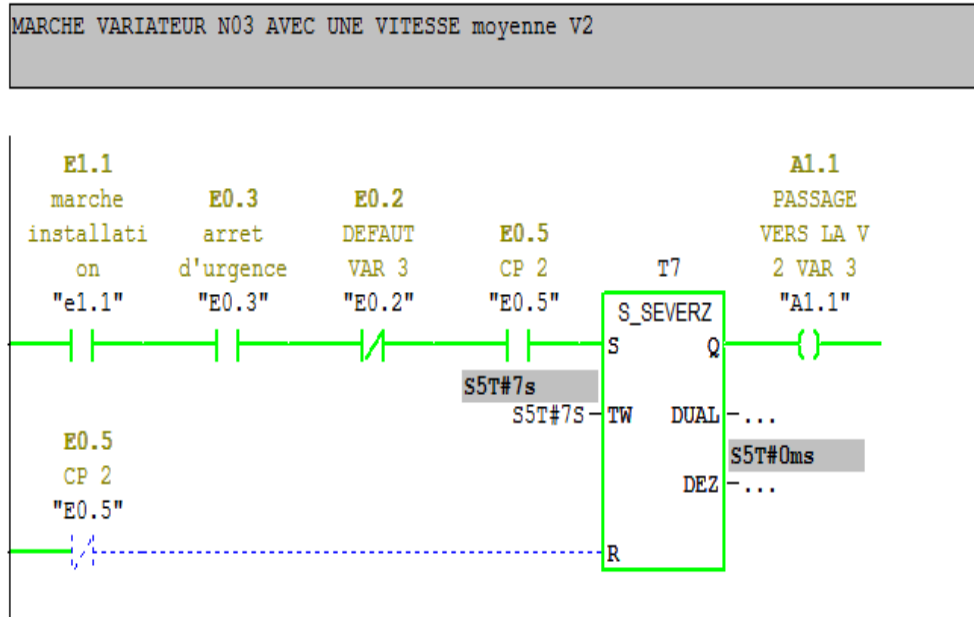 MARCHE VARIATEUR N03 AVEC UNE VITESSE moyenne V2
E1.1
marche
installati
on
"e1.1"
E0.3
arret
d'urgence
"E0.3"
E0.2
DEFAUT
VAR 3
"E0.2"
E0.5
CP 2
"E0.5"
T7
S_SEVERZ
S
Q
A1.1
PASSAGE
VERS LA V
2 VAR 3
"A1.1"
S5T#7s
S5T#7S
TW
DUAL
...
S5T#0ms
DEZ
...
E0.5
CP 2
"E0.5"
R